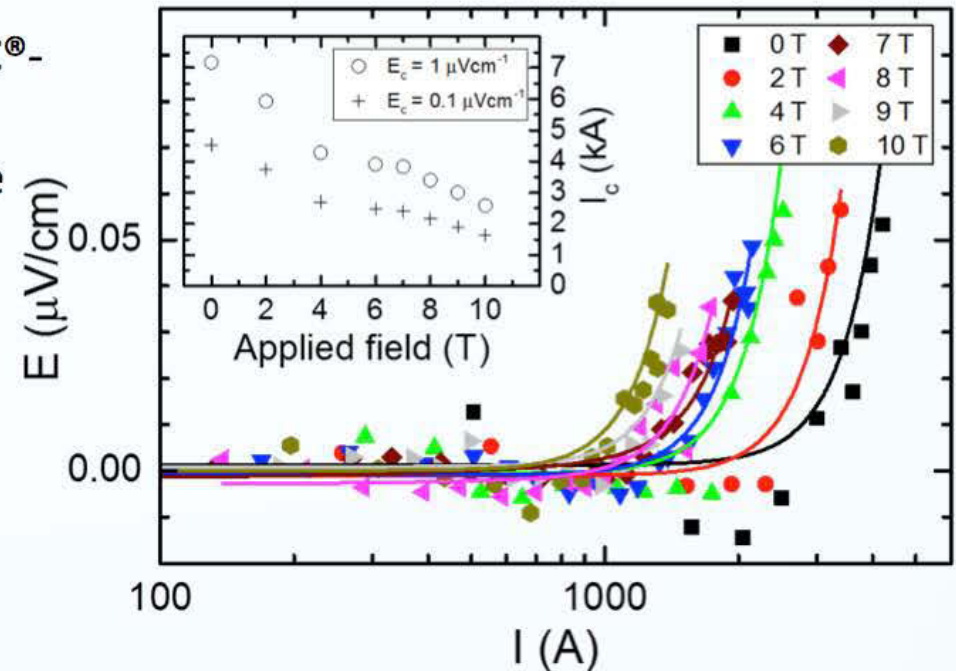 ®-
E_c = 1 μVcm⁻¹
E_c = 0.1 μVcm⁻¹
7
6
5
4
3
2
1
0
I_c (kA)
0 2 4 6 8 10
Applied field (T)
0 T 7 T
2 T 8 T
4 T 9 T
6 T 10 T
E (μV/cm)
0.05
0.00
100 1000
I (A)